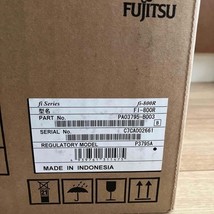 FUJITSU
fi Series fi-800R
型名 FI-800R
PART NO. PA03795-B003
B
SERIAL NO. C7CA002661
REGULATORY MODEL P3795A
MADE IN INDONESIA